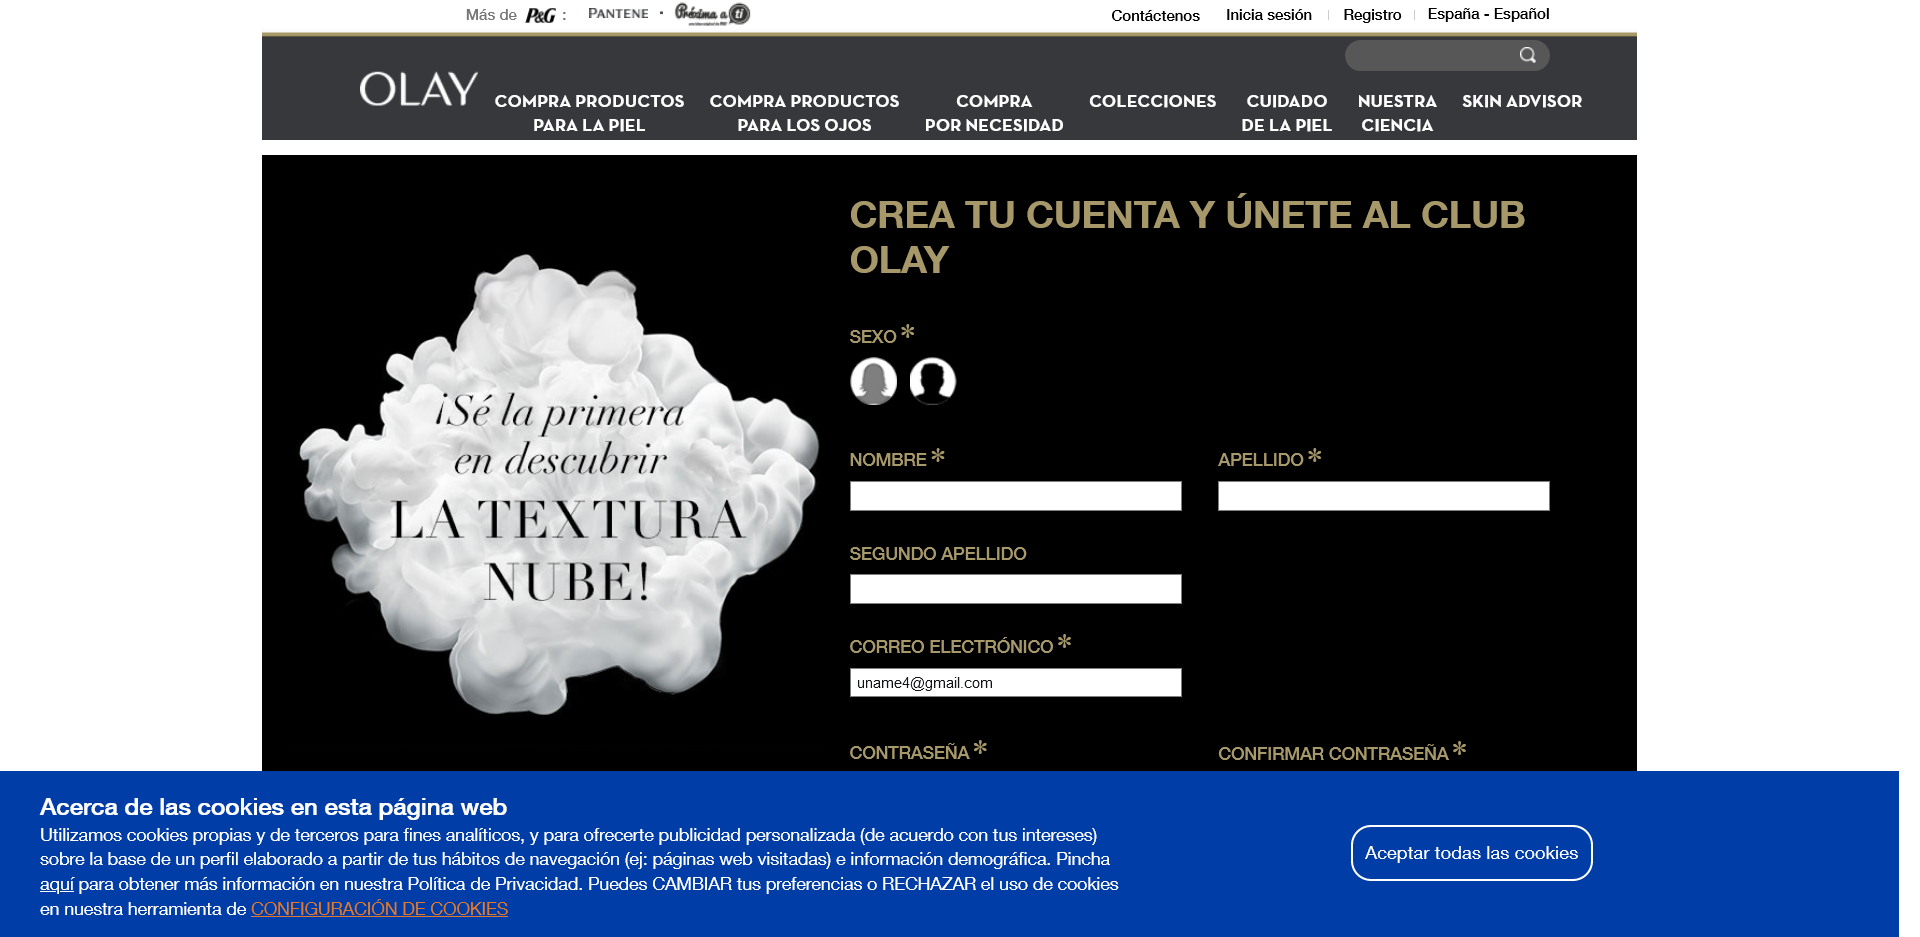 Más de P&G : PANTENE · Próxima a ti
Contáctenos Inicia sesión Registro España - Español
OLAY
COMPRA PRODUCTOS
PARA LA PIEL
COMPRA PRODUCTOS
PARA LOS OJOS
COMPRA
POR NECESIDAD
COLECCIONES
CUIDADO
DE LA PIEL
NUESTRA
CIENCIA
SKIN ADVISOR
¡Sé la primera
en descubrir
LA TEXTURA
NUBE!
CREA TU CUENTA Y ÚNETE AL CLUB
OLAY
SEXO *
NOMBRE * APELLIDO *
SEGUNDO APELLIDO
CORREO ELECTRÓNICO *
uname4@gmail.com
CONTRASEÑA * CONFIRMAR CONTRASEÑA *
Acerca de las cookies en esta página web
Utilizamos cookies propias y de terceros para fines analíticos, y para ofrecerte publicidad personalizada (de acuerdo con tus intereses)
sobre la base de un perfil elaborado a partir de tus hábitos de navegación (ej: páginas web visitadas) e información demográfica. Pincha
aquí para obtener más información en nuestra Política de Privacidad. Puedes CAMBIAR tus preferencias o RECHAZAR el uso de cookies
en nuestra herramienta de CONFIGURACIÓN DE COOKIES
Aceptar todas las cookies